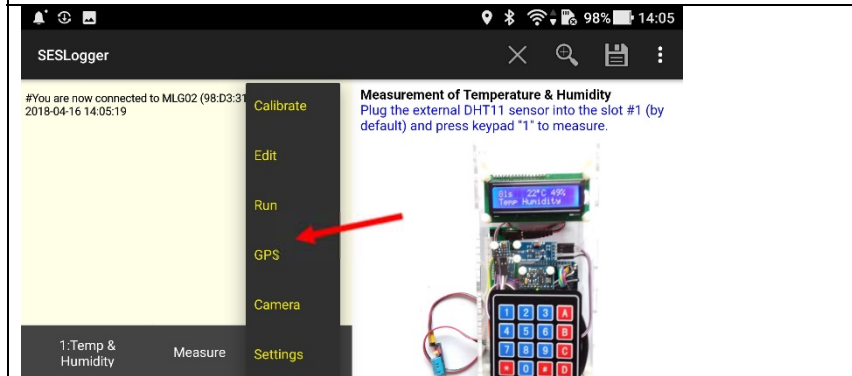 98% 14:05
SESLogger
#You are now connected to MLG02 (98:D3:31
2018-04-16 14:05:19
Calibrate
Edit
Run
GPS
Camera
Settings
1:Temp &
Humidity
Measure
Measurement of Temperature & Humidity
Plug the external DHT11 sensor into the slot #1 (by
default) and press keypad "1" to measure.
81s 22°C 49%
Temp Humidity
1 2 3 A
4 5 6 B
7 8 9 C
* 0 # D